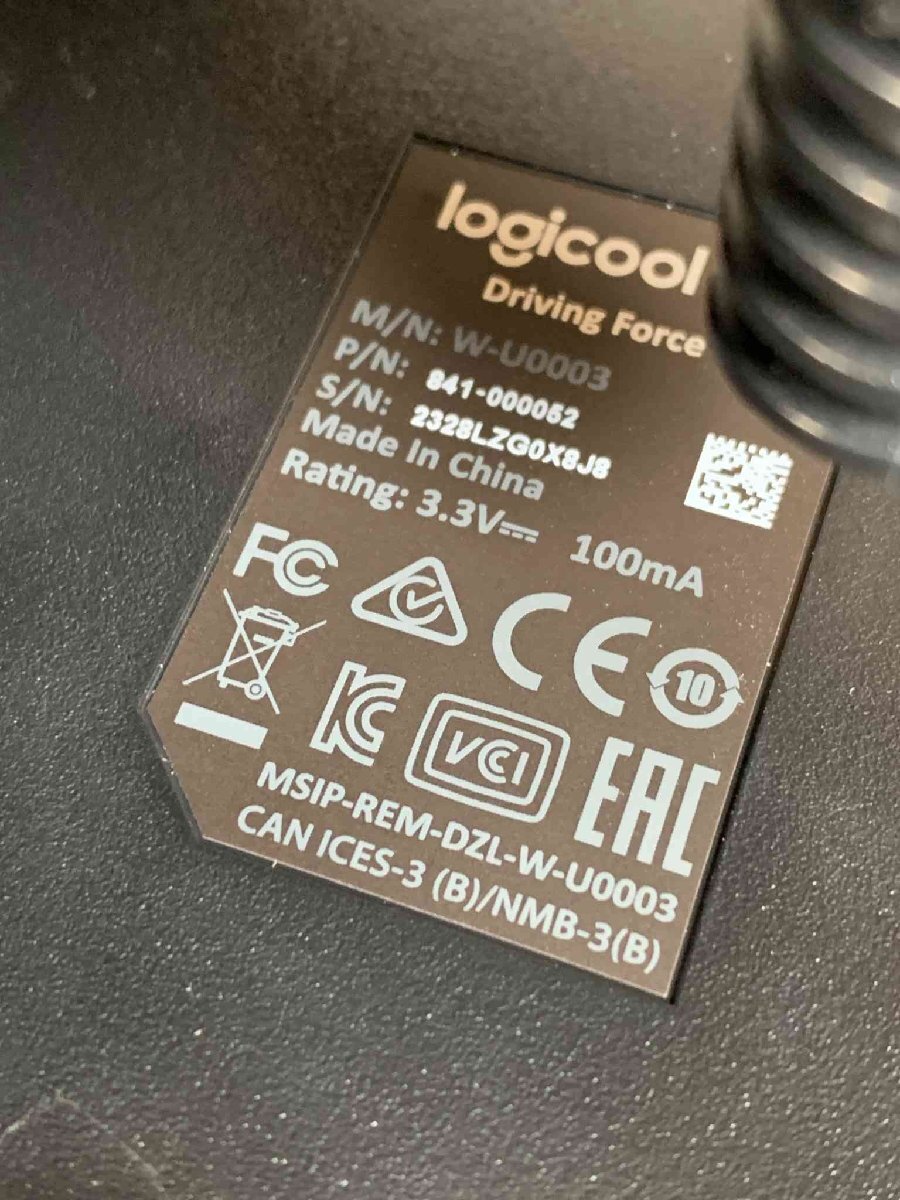 logicool
Driving Force
M/N: W-U0003
P/N: 841-000052
S/N: 2328LZG0X8J8
Made In China
Rating: 3.3V⎓ 100mA
FC
CE
10
KC
VCI
EAC
MSIP-REM-DZL-W-U0003
CAN ICES-3 (B)/NMB-3(B)